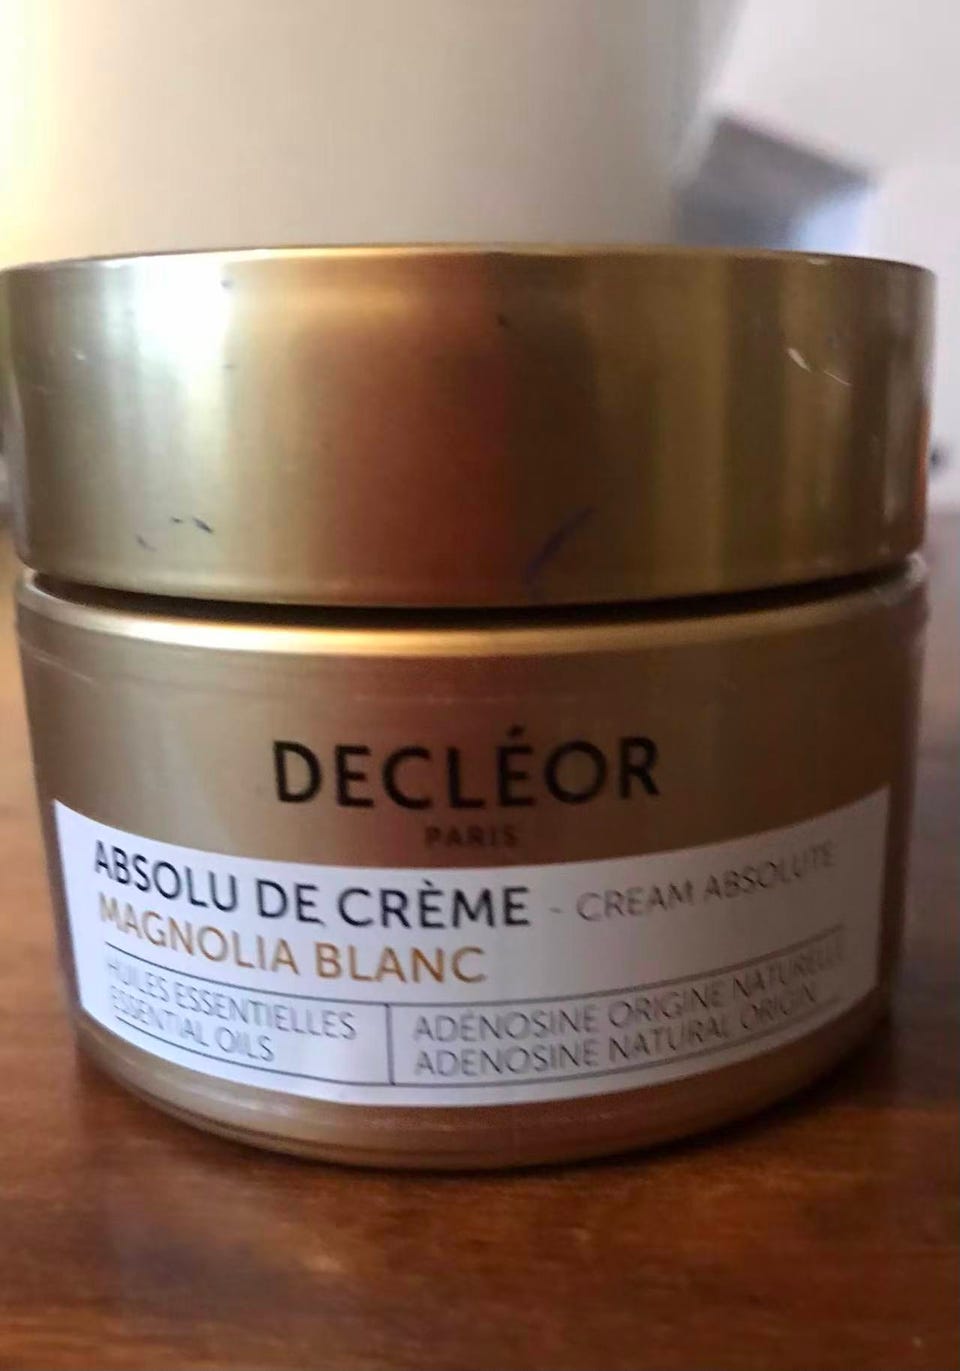 DECLÉOR
PARIS
ABSOLU DE CRÈME - CREAM ABSOLUTE
MAGNOLIA BLANC
HUILES ESSENTIELLES
ESSENTIAL OILS
ADÉNOSINE ORIGINE NATURELLE
ADENOSINE NATURAL ORIGIN